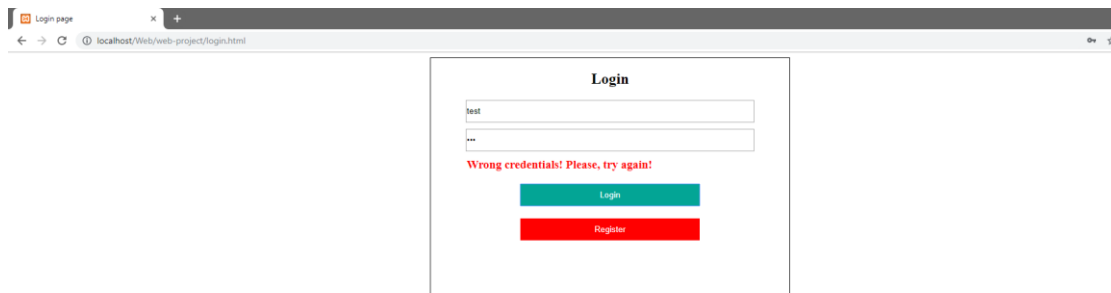 Login page
localhost/Web/web-project/login.html
Login
test
Wrong credentials! Please, try again!
Login
Register